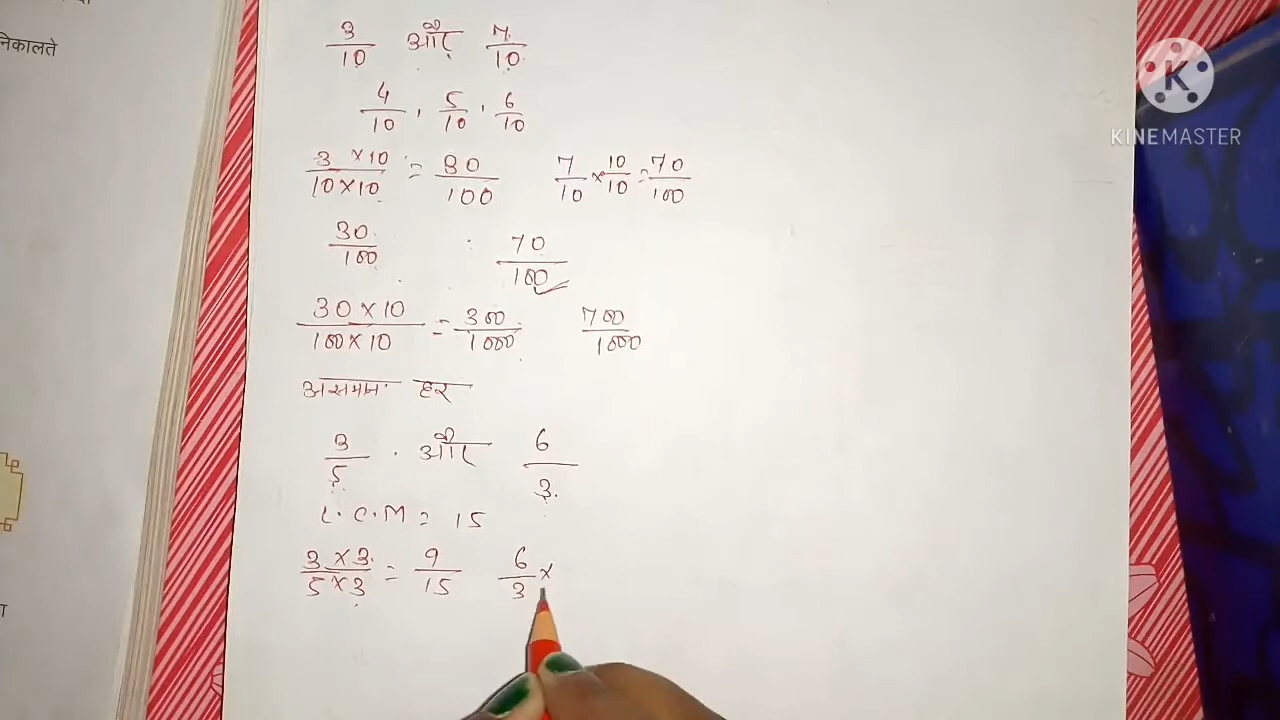 निकालते
3/10 और 7/10
4/10, 5/10, 6/10
3 ×10/10×10 = 30/100 7/10 × 10/10 = 70/100
30/100 70/100
30×10/100×10 = 300/1000 700/1000
असमान हर
3/5 और 6/3
L.C.M = 15
3×3/5×3 = 9/15 6/3 ×
K
KINEMASTER